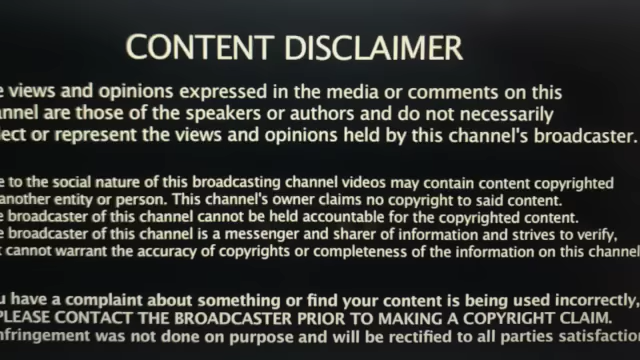 CONTENT DISCLAIMER
e views and opinions expressed in the media or comments on this
annel are those of the speakers or authors and do not necessarily
lect or represent the views and opinions held by this channel's broadcaster.
e to the social nature of this broadcasting channel videos may contain content copyrighted
another entity or person. This channel's owner claims no copyright to said content.
e broadcaster of this channel cannot be held accountable for the copyrighted content.
e broadcaster of this channel is a messenger and sharer of information and strives to verify,
t cannot warrant the accuracy of copyrights or completeness of the information on this channel
u have a complaint about something or find your content is being used incorrectly,
PLEASE CONTACT THE BROADCASTER PRIOR TO MAKING A COPYRIGHT CLAIM.
nfringement was not done on purpose and will be rectified to all parties satisfactio